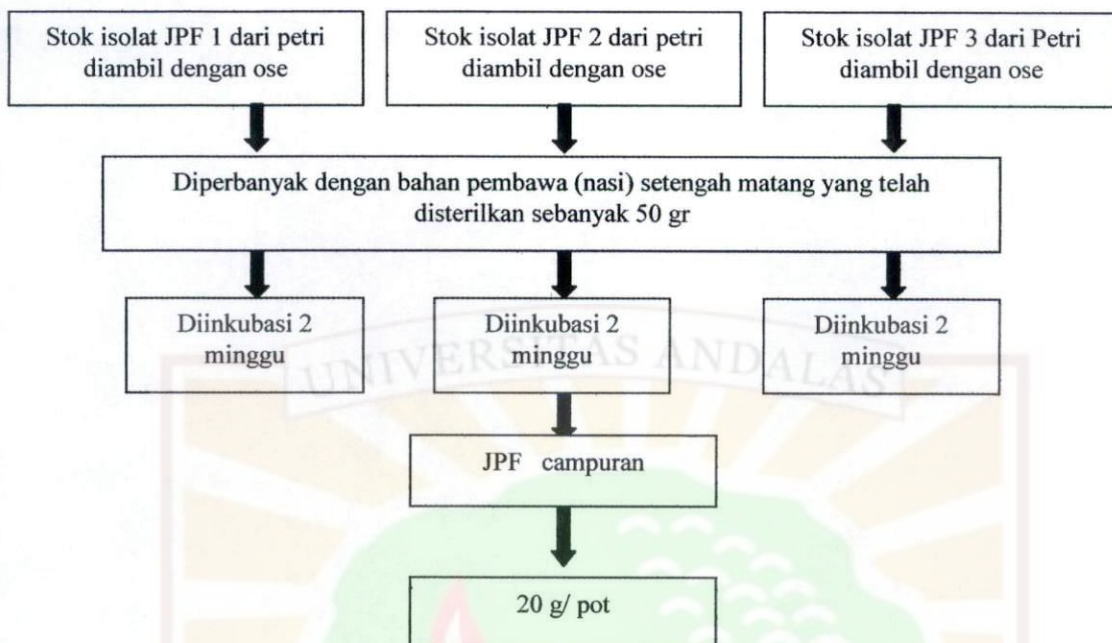 Stok isolat JPF 1 dari petri
diambil dengan ose
Stok isolat JPF 2 dari petri
diambil dengan ose
Stok isolat JPF 3 dari Petri
diambil dengan ose
Diperbanyak dengan bahan pembawa (nasi) setengah matang yang telah
disterilkan sebanyak 50 gr
Diinkubasi 2
minggu
Diinkubasi 2
minggu
Diinkubasi 2
minggu
UNIVERSITAS ANDALAS
JPF campuran
20 g/ pot